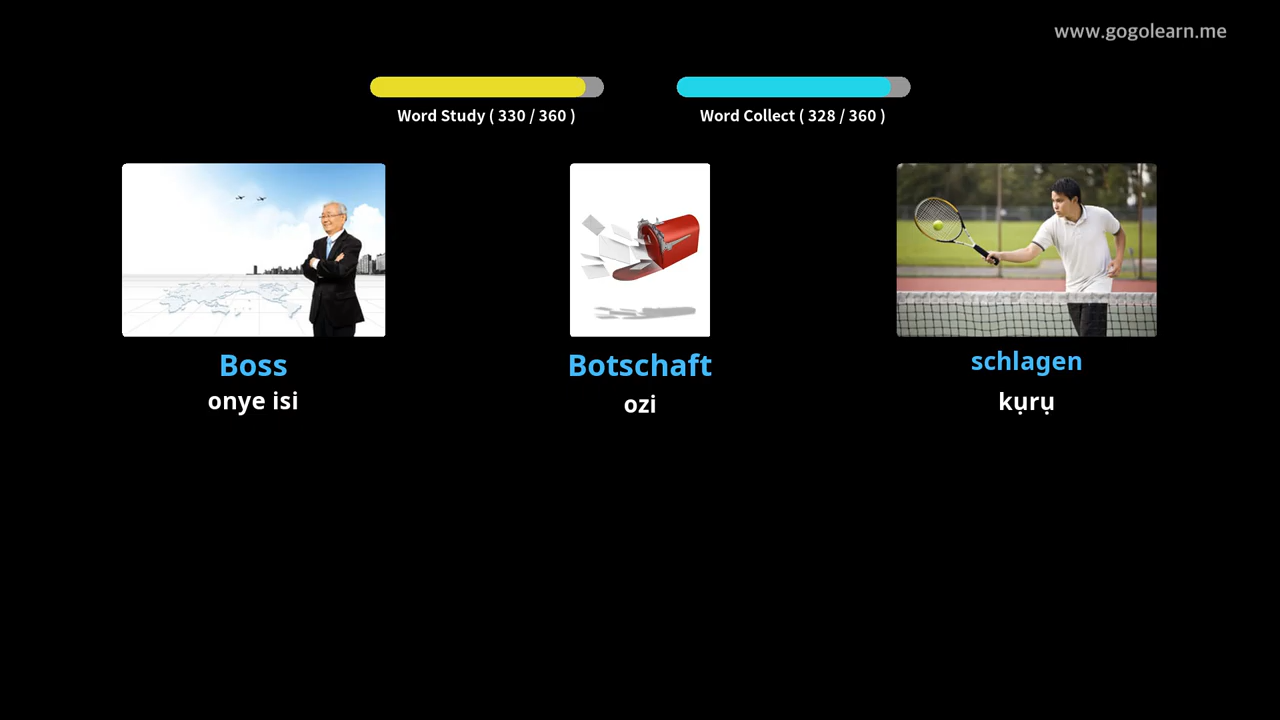 www.gogolearn.me
Word Study ( 330 / 360 )
Word Collect ( 328 / 360 )
Boss
Botschaft
schlagen
onye isi
ozi
kụrụ